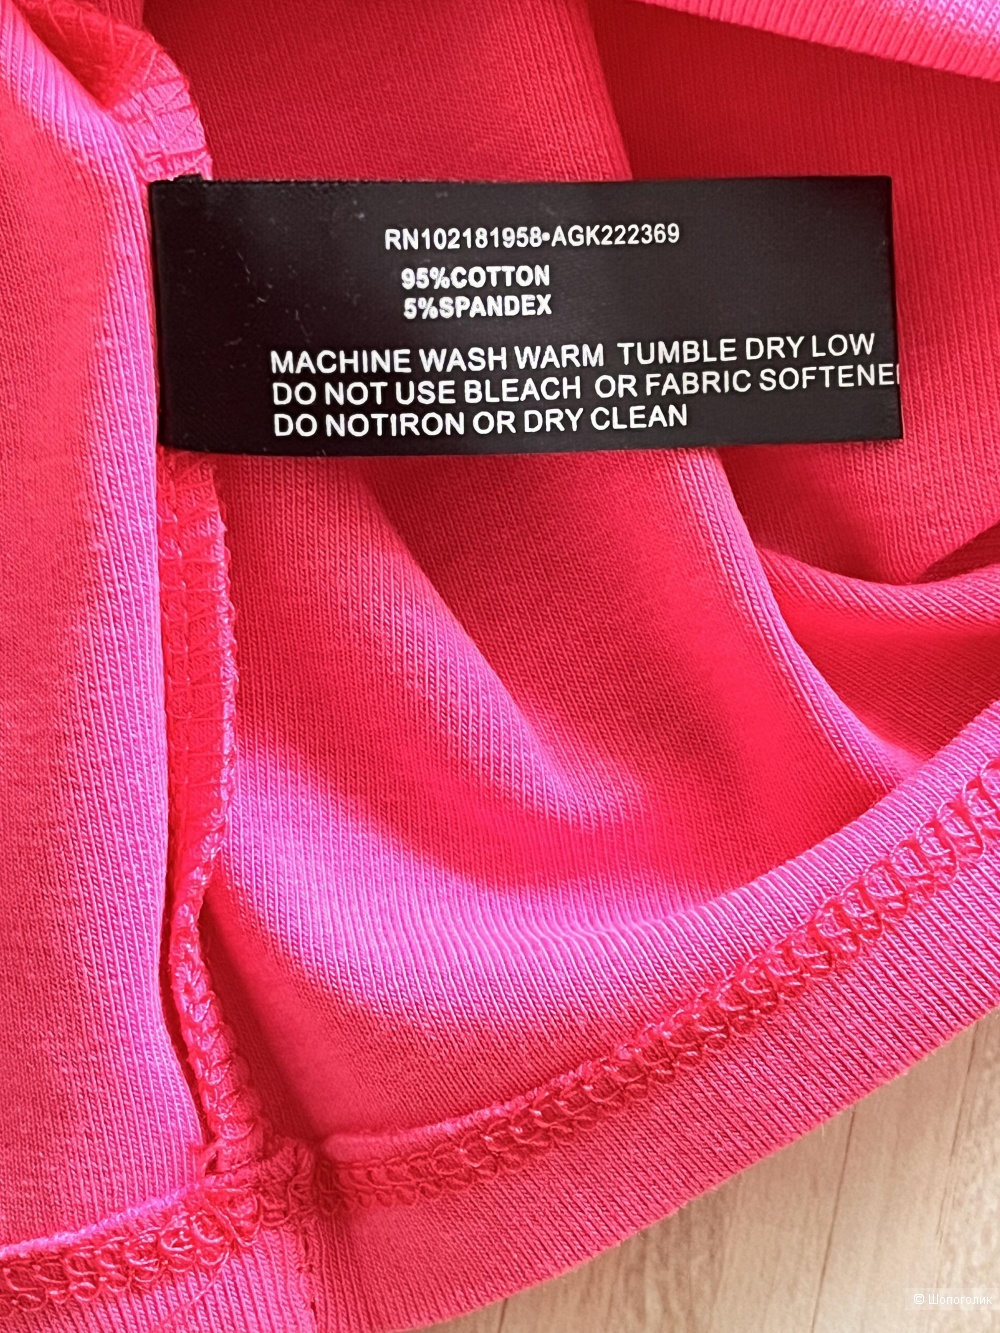 RN102181958•AGK222369
95%COTTON
5%SPANDEX
MACHINE WASH WARM TUMBLE DRY LOW
DO NOT USE BLEACH OR FABRIC SOFTENE
DO NOTIRON OR DRY CLEAN
© Шопоголик